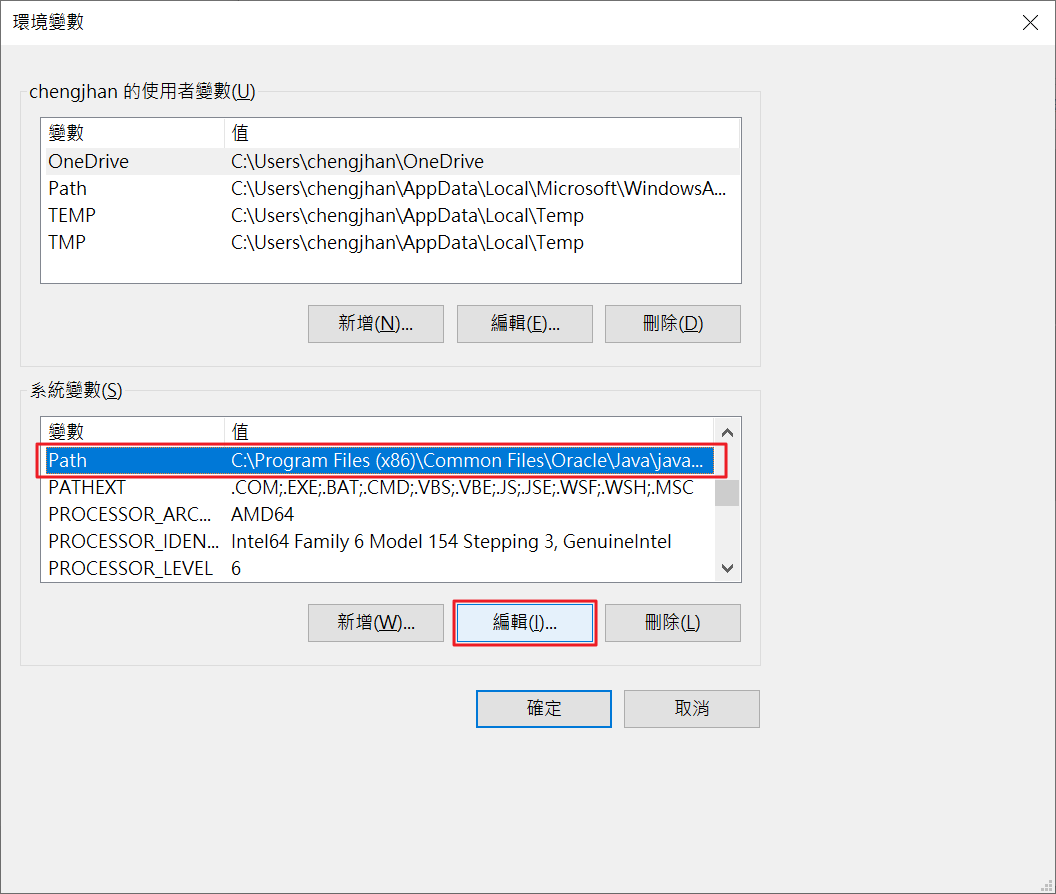 環境變數
chengjhan 的使用者變數(U)
變數 值
OneDrive C:\Users\chengjhan\OneDrive
Path C:\Users\chengjhan\AppData\Local\Microsoft\WindowsA...
TEMP C:\Users\chengjhan\AppData\Local\Temp
TMP C:\Users\chengjhan\AppData\Local\Temp
新增(N)... 編輯(E)... 刪除(D)
系統變數(S)
變數 值
Path C:\Program Files (x86)\Common Files\Oracle\Java\java...
PATHEXT .COM;.EXE;.BAT;.CMD;.VBS;.VBE;.JS;.JSE;.WSF;.WSH;.MSC
PROCESSOR_ARC... AMD64
PROCESSOR_IDEN... Intel64 Family 6 Model 154 Stepping 3, GenuineIntel
PROCESSOR_LEVEL 6
新增(W)... 編輯(I)... 刪除(L)
確定 取消